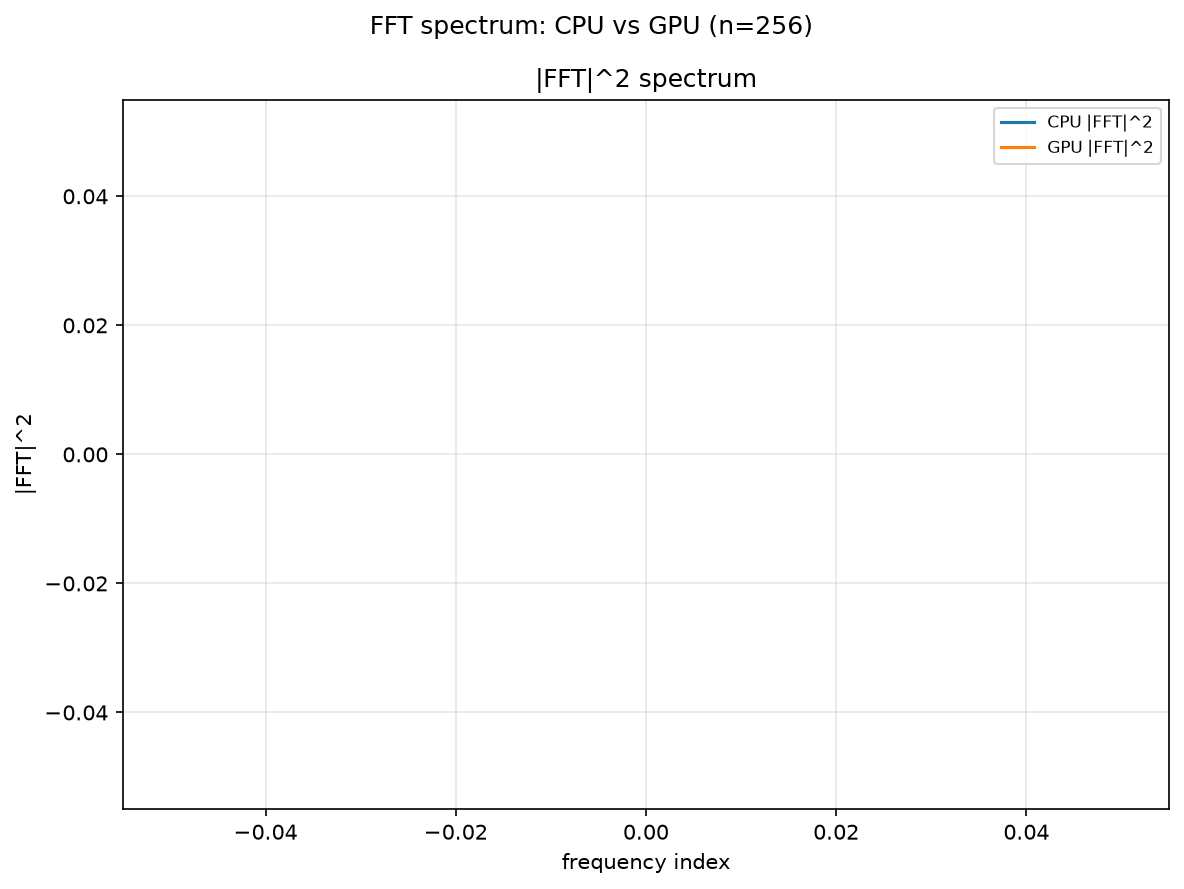 FFT spectrum: CPU vs GPU (n=256)
|FFT|^2 spectrum
CPU |FFT|^2
GPU |FFT|^2
0.04
0.02
0.00
−0.02
−0.04
|FFT|^2
−0.04
−0.02
0.00
0.02
0.04
frequency index